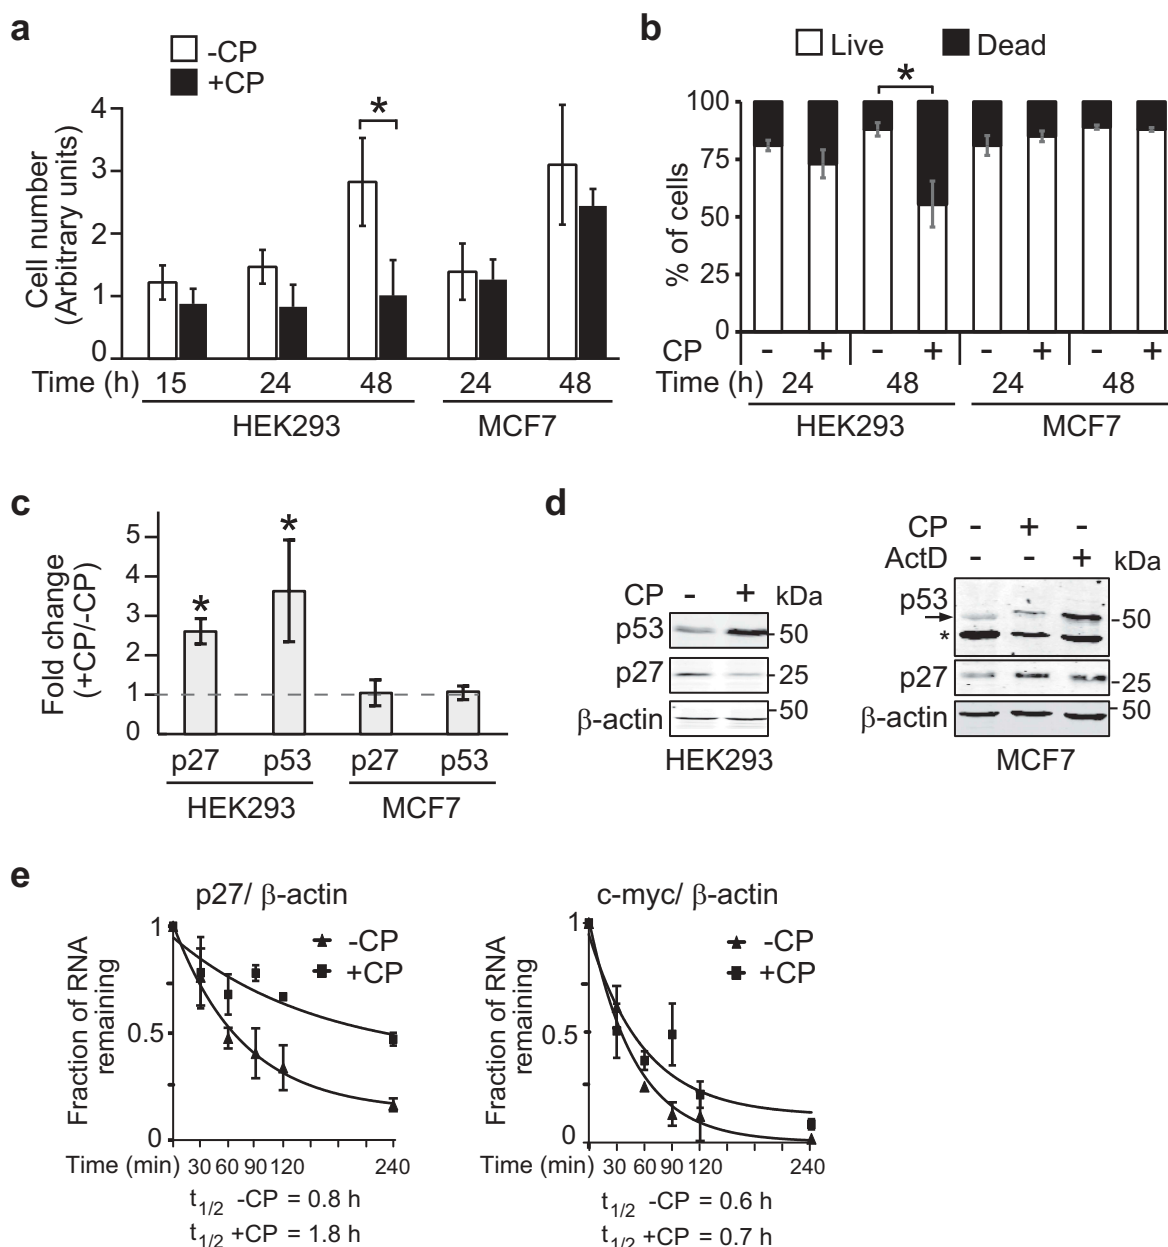 a
-CP
+CP
Cell number
(Arbitrary units)
4
3
2
1
0
*
Time (h) 15 24 48 24 48
HEK293 MCF7
b
Live Dead
*
% of cells
100
75
50
25
0
CP - + - + - + - +
Time (h) 24 48 24 48
HEK293 MCF7
c
Fold change
(+CP/-CP)
5
4
3
2
1
0
* *
p27 p53 p27 p53
HEK293 MCF7
d
CP - + kDa
p53 50
p27 25
β-actin 50
HEK293
CP - + -
ActD - - + kDa
p53 -50
*
p27 -25
β-actin -50
MCF7
e
p27/ β-actin
-CP
+CP
Fraction of RNA
remaining
1
0.5
0
Time (min) 30 60 90 120 240
t1/2 -CP = 0.8 h
t1/2 +CP = 1.8 h
c-myc/ β-actin
-CP
+CP
Fraction of RNA
remaining
1
0.5
0
Time (min) 30 60 90 120 240
t1/2 -CP = 0.6 h
t1/2 +CP = 0.7 h